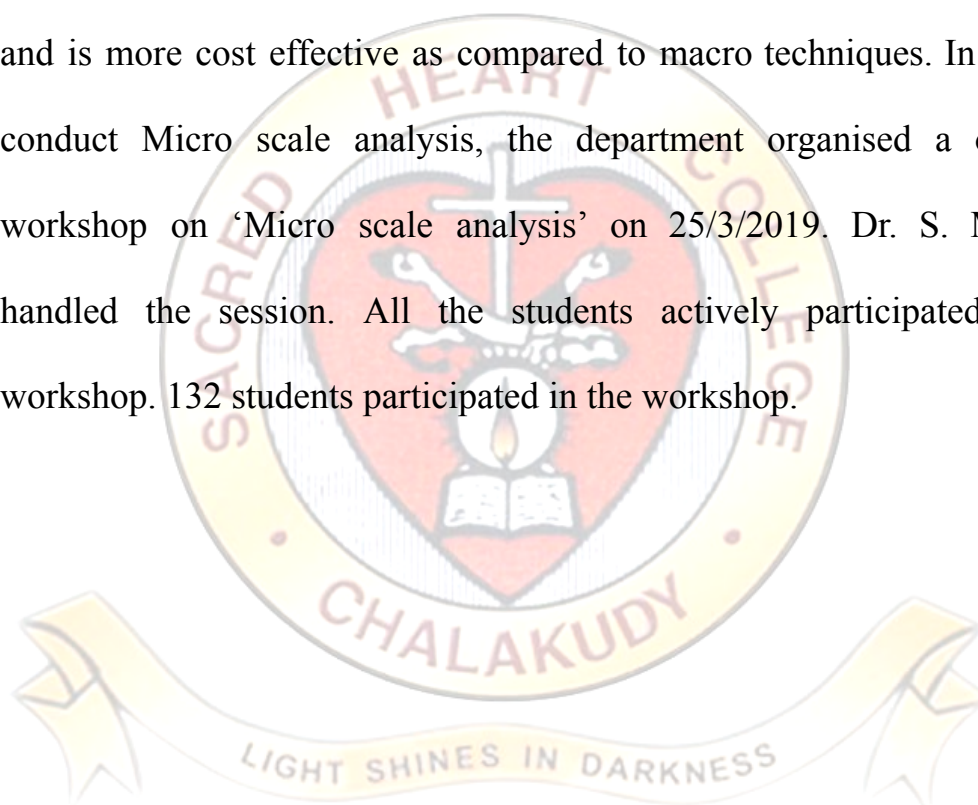 and is more cost effective as compared to macro techniques. In
conduct Micro scale analysis, the department organised a
workshop on ‘Micro scale analysis’ on 25/3/2019. Dr. S.
handled the session. All the students actively participated
workshop. 132 students participated in the workshop.
SACRED HEART COLLEGE
CHALAKUDY
LIGHT SHINES IN DARKNESS